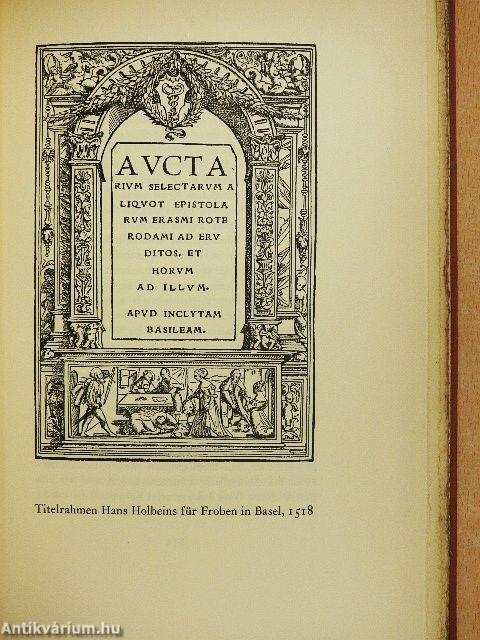 AVCTA
RIVM SELECTARVM A
LIQVOT EPISTOLA
RVM ERASMI ROTE
RODAMI AD ERV
DITOS, ET
HORVM
AD ILLVM.
APVD INCLYTAM
BASILEAM.
Titelrahmen Hans Holbeins für Froben in Basel, 1518
Antikvárium.hu